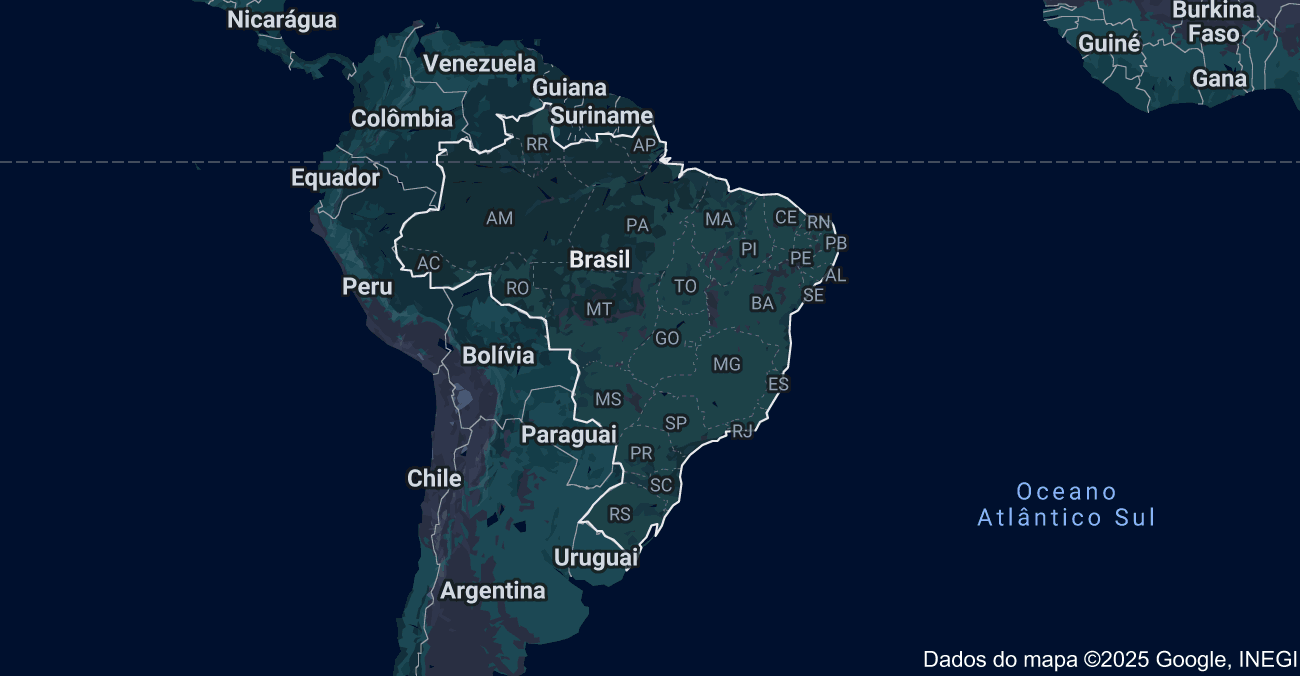 Nicarágua
Burkina
Faso
Guiné
Venezuela
Gana
Guiana
Suriname
Colômbia
RR
AP
Equador
AM
PA
MA
CE
RN
PB
PI
PE
Brasil
AC
AL
Peru
RO
TO
SE
BA
MT
GO
Bolívia
MG
ES
MS
SP
RJ
Paraguai
PR
Chile
SC
Oceano
Atlântico Sul
RS
Uruguai
Argentina
Dados do mapa ©2025 Google, INEGI